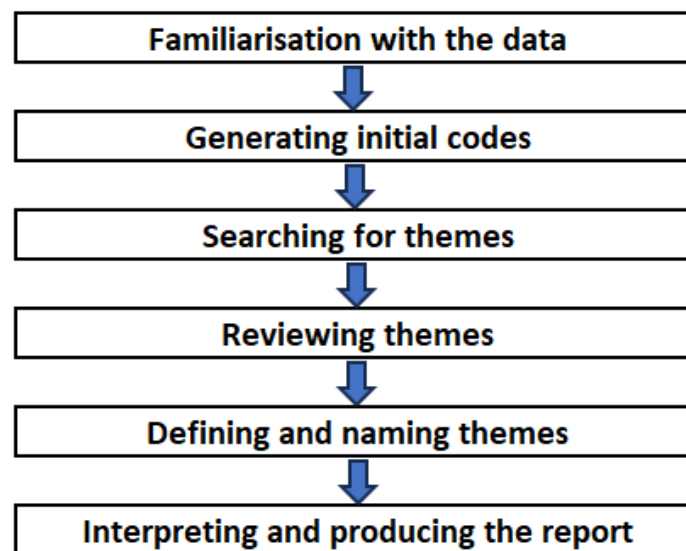 Familiarisation with the data
Generating initial codes
Searching for themes
Reviewing themes
Defining and naming themes
Interpreting and producing the report